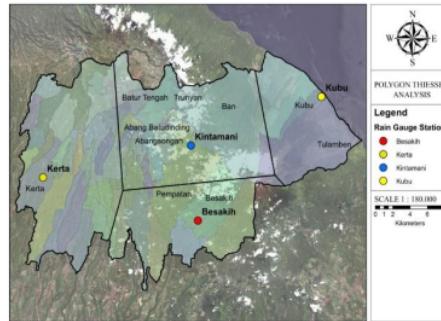 N
W
E
S
POLYGON THIESSEN
ANALYSIS
Legend
Rain Gauge Station
Besakih
Kerta
Kintamani
Kubu
SCALE 1 : 180.000
0 1 2 4 6
Kilometers
Batur Tengah
Trunyan
Ban
Kubu
Kubu
Abang Batudinding
Abangsongan
Kintamani
Tulamben
Kerta
Kerta
Pempatan
Besakih
Besakih